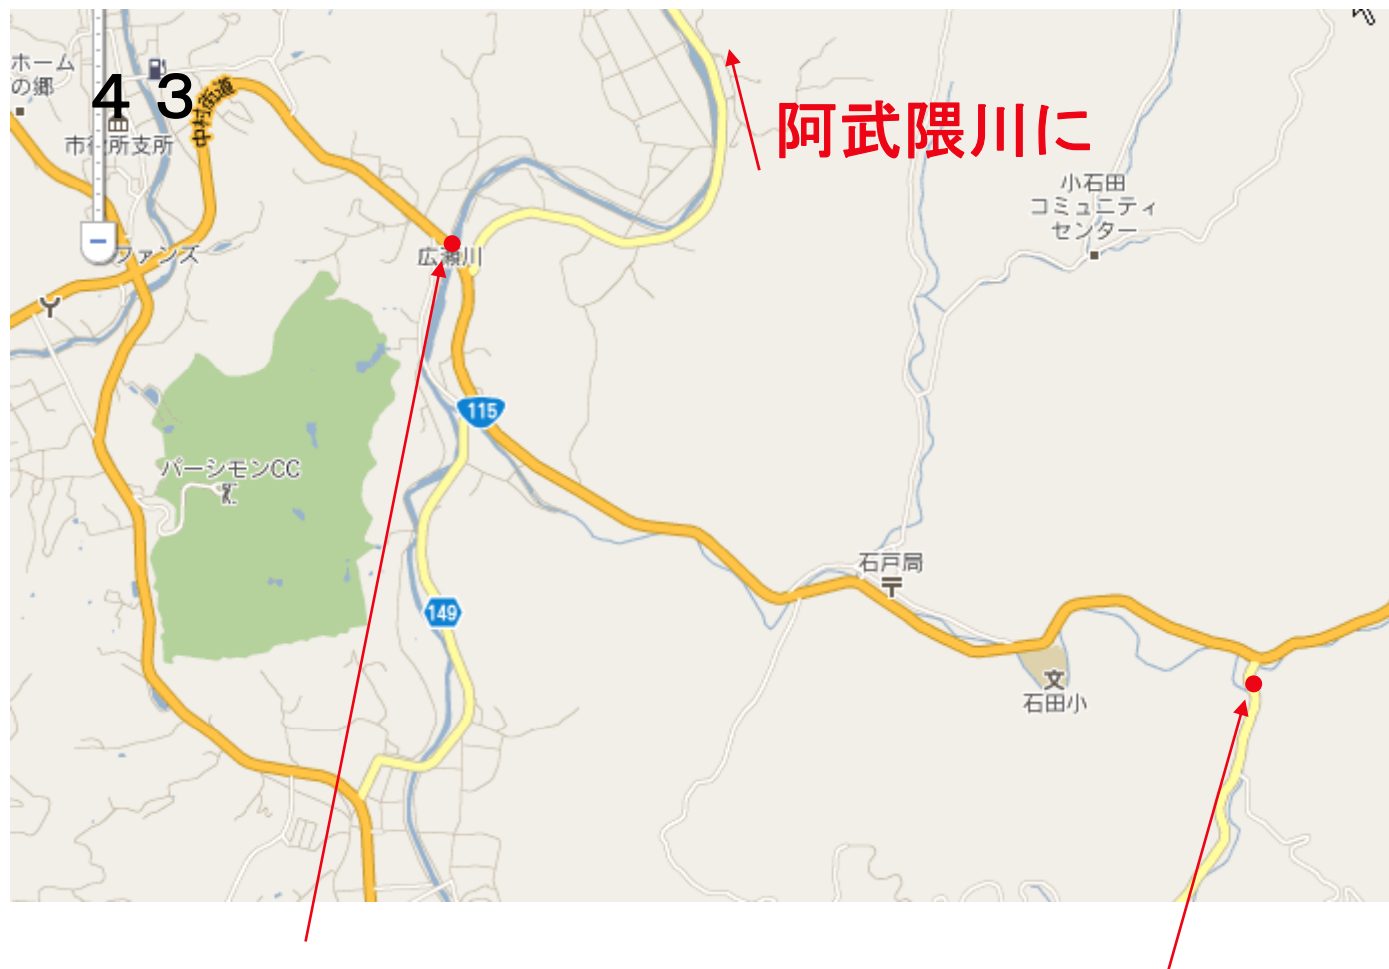 ホーム
の郷
４３
中村街道
市役所支所
阿武隈川に
小石田
コミュニティ
センター
ファンズ
広瀬川
115
パーシモンCC
石戸局
149
文
石田小